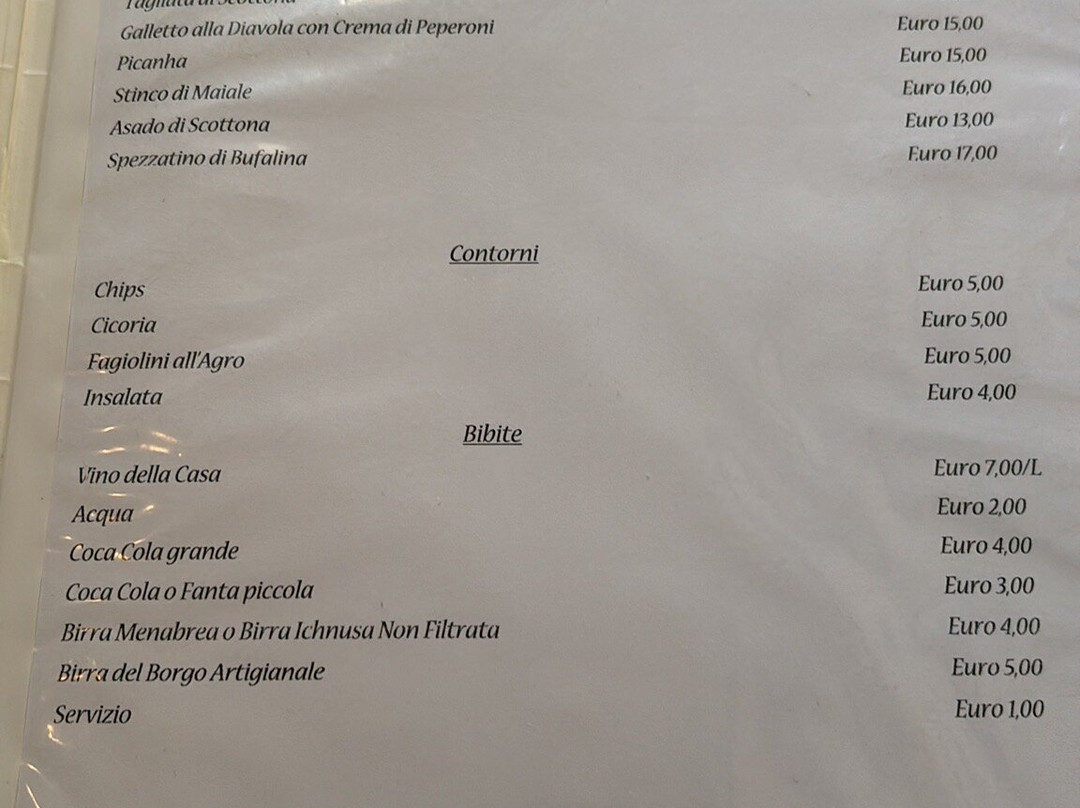 Tagliata di Scottona
Galletto alla Diavola con Crema di Peperoni Euro 15,00
Picanha Euro 15,00
Stinco di Maiale Euro 16,00
Asado di Scottona Euro 13,00
Spezzatino di Bufalina Euro 17,00
Contorni
Chips Euro 5,00
Cicoria Euro 5,00
Fagiolini all'Agro Euro 5,00
Insalata Euro 4,00
Bibite
Vino della Casa Euro 7,00/L
Acqua Euro 2,00
Coca Cola grande Euro 4,00
Coca Cola o Fanta piccola Euro 3,00
Birra Menabrea o Birra Ichnusa Non Filtrata Euro 4,00
Birra del Borgo Artigianale Euro 5,00
Servizio Euro 1,00